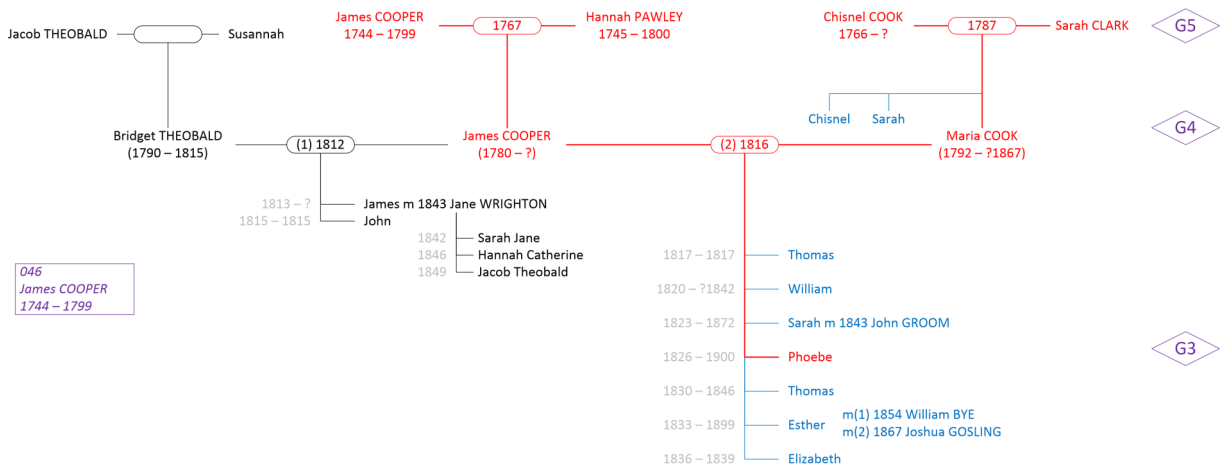 James COOPER
1744 – 1799
1767
Hannah PAWLEY
1745 – 1800
Chisnel COOK
1766 – ?
1787
Sarah CLARK
G5
Jacob THEOBALD
Susannah
Chisnel
Sarah
Bridget THEOBALD
(1790 – 1815)
(1) 1812
James COOPER
(1780 – ?)
(2) 1816
Maria COOK
(1792 – ?1867)
G4
1813 – ?
James m 1843 Jane WRIGHTON
1815 – 1815
John
1842
Sarah Jane
1846
Hannah Catherine
1849
Jacob Theobald
046
James COOPER
1744 – 1799
1817 – 1817
Thomas
1820 – ?1842
William
1823 – 1872
Sarah m 1843 John GROOM
1826 – 1900
Phoebe
G3
1830 – 1846
Thomas
1833 – 1899
Esther
m(1) 1854 William BYE
m(2) 1867 Joshua GOSLING
1836 – 1839
Elizabeth